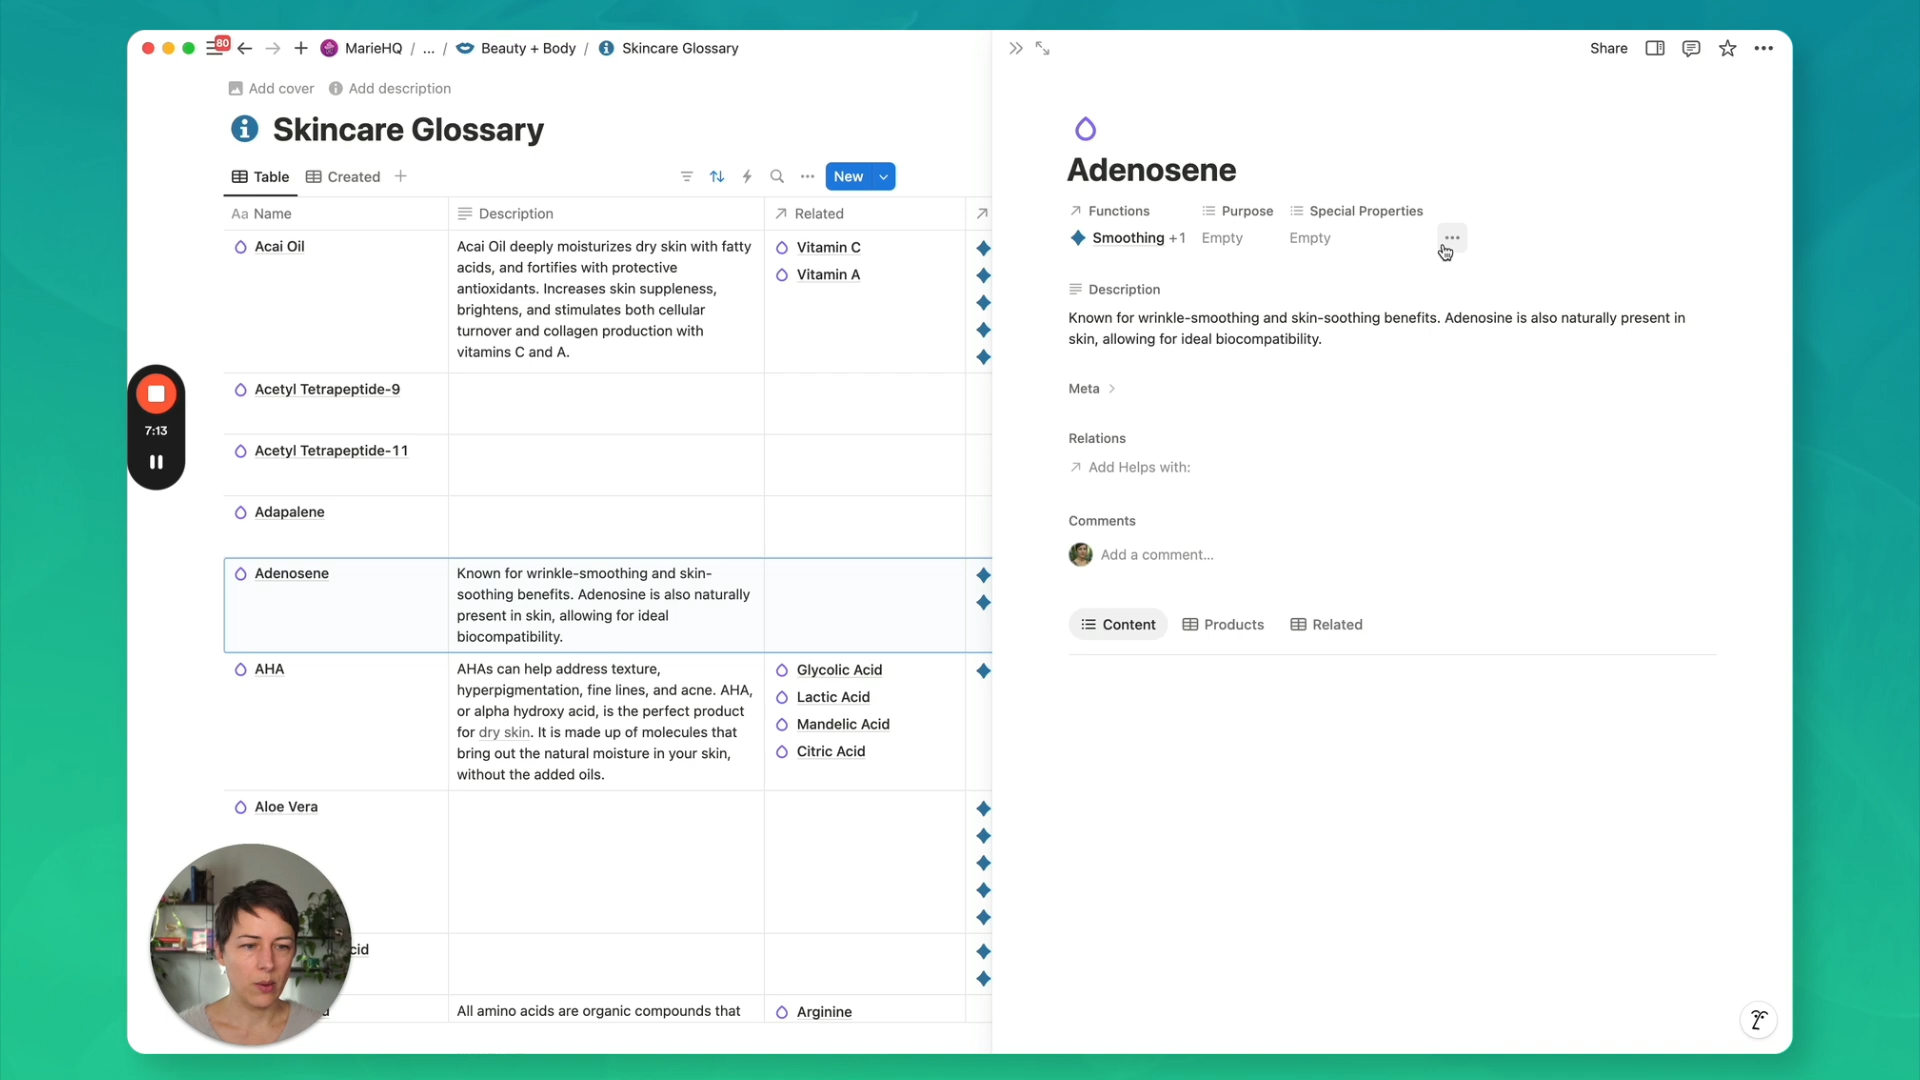 80
MarieHQ / ... / Beauty + Body / Skincare Glossary
Share
Add cover
Add description
Skincare Glossary
Table
Created
New
Aa Name
Description
Related
Acai Oil
Acai Oil deeply moisturizes dry skin with fatty
acids, and fortifies with protective
antioxidants. Increases skin suppleness,
brightens, and stimulates both cellular
turnover and collagen production with
vitamins C and A.
Vitamin C
Vitamin A
Acetyl Tetrapeptide-9
Acetyl Tetrapeptide-11
Adapalene
Adenosene
Known for wrinkle-smoothing and skin-
soothing benefits. Adenosine is also naturally
present in skin, allowing for ideal
biocompatibility.
AHA
AHAs can help address texture,
hyperpigmentation, fine lines, and acne. AHA,
or alpha hydroxy acid, is the perfect product
for dry skin. It is made up of molecules that
bring out the natural moisture in your skin,
without the added oils.
Glycolic Acid
Lactic Acid
Mandelic Acid
Citric Acid
Aloe Vera
cid
d
All amino acids are organic compounds that
Arginine
7:13
Adenosene
Functions
Purpose
Special Properties
Smoothing +1
Empty
Empty
Description
Known for wrinkle-smoothing and skin-soothing benefits. Adenosine is also naturally present in
skin, allowing for ideal biocompatibility.
Meta
Relations
Add Helps with:
Comments
Add a comment...
Content
Products
Related